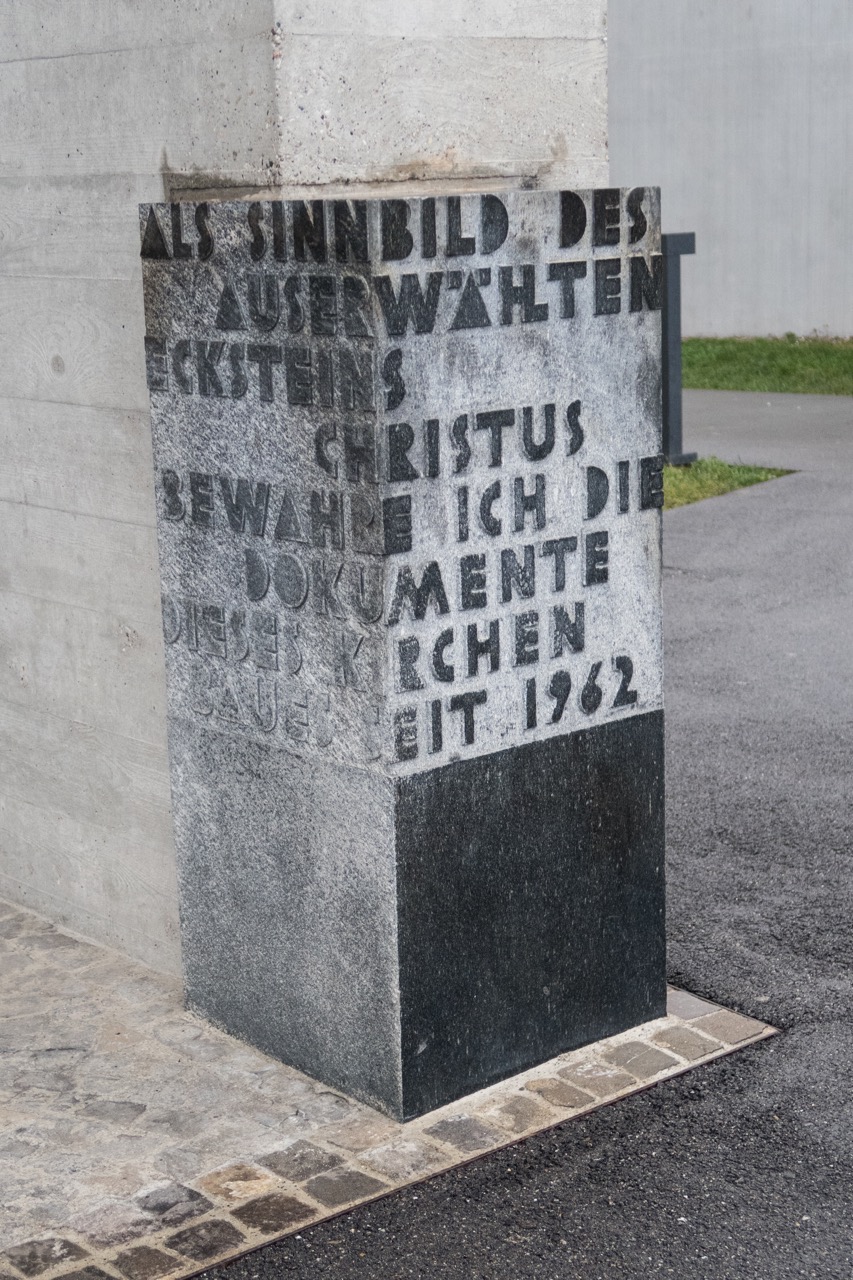 ALS SINNBILD DES
AUSERWÄHLTEN
ECKSTEINS
CHRISTUS
BEWAHRE ICH DIE
DOKUMENTE
DIESES KIRCHEN
BAUES SEIT 1962